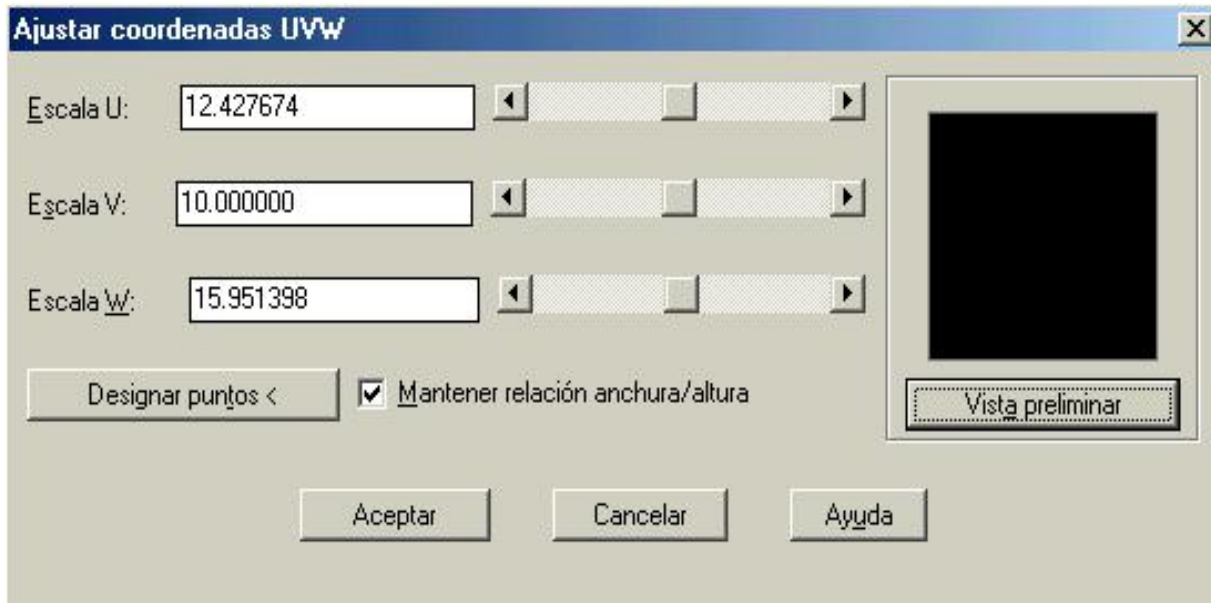 Ajustar coordenadas UVW
Escala U: 12.427674
Escala V: 10.000000
Escala W: 15.951398
Designar puntos < Mantener relación anchura/altura
Vista preliminar
Aceptar Cancelar Ayuda